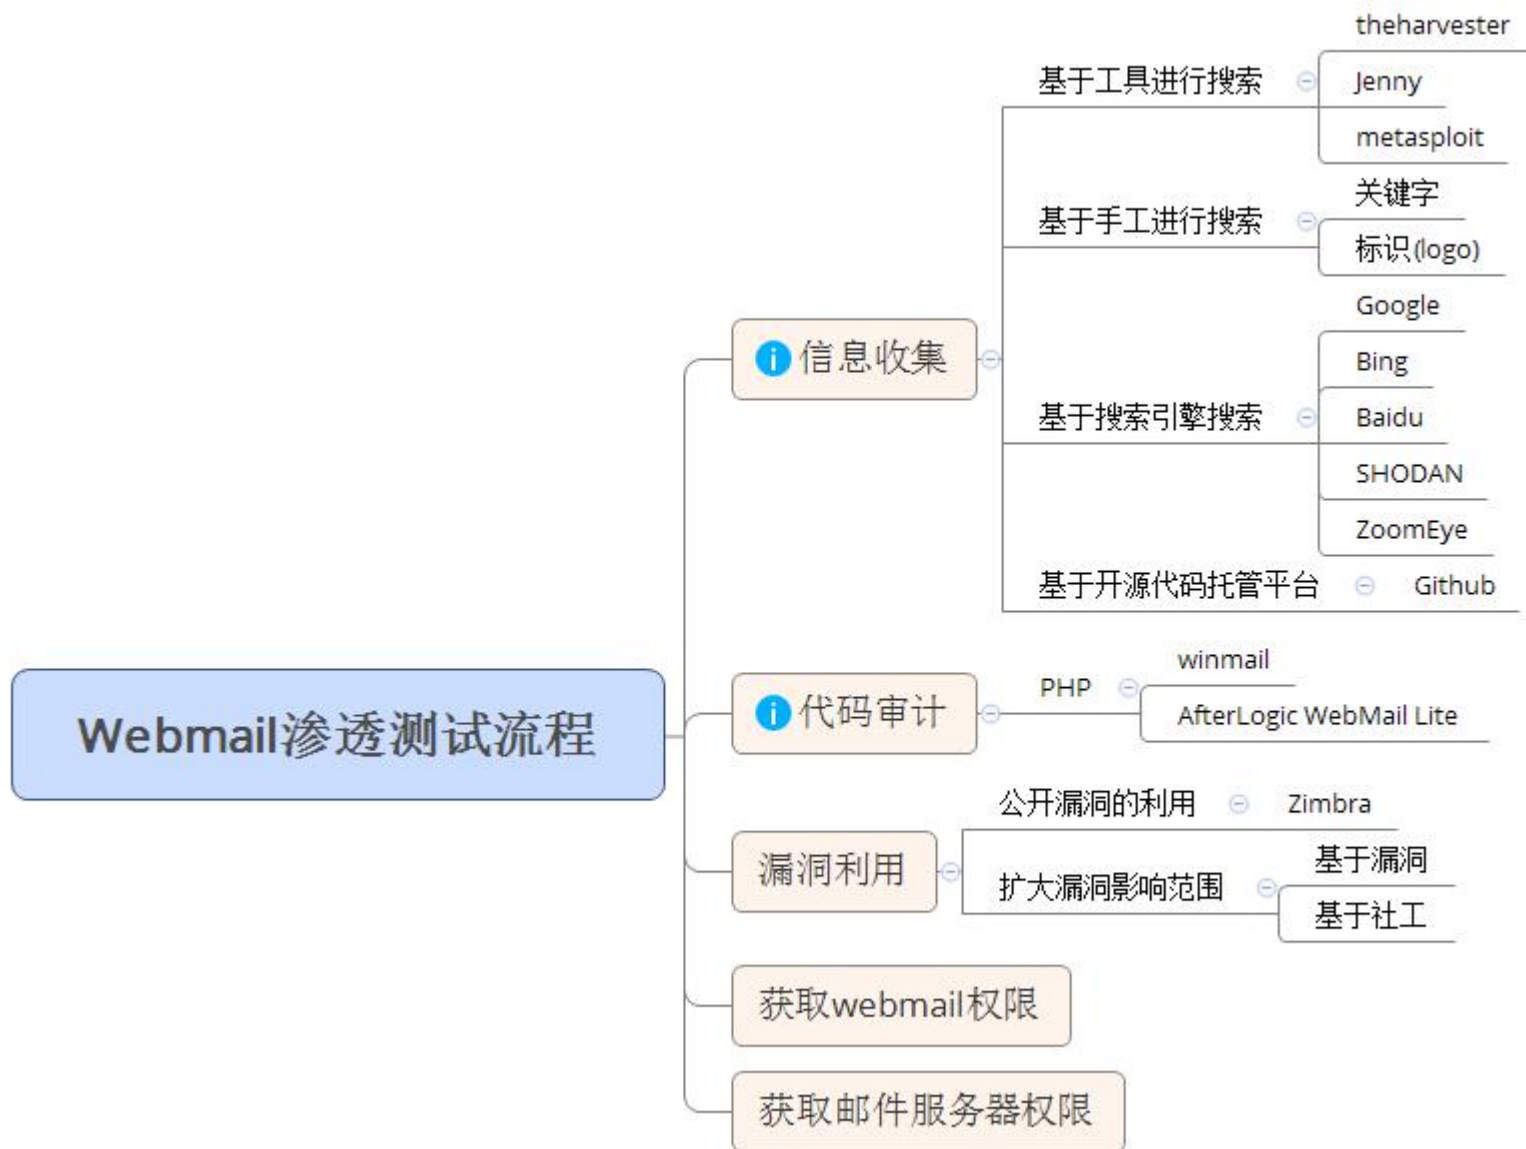 Webmail渗透测试流程
信息收集
基于工具进行搜索
theharvester
Jenny
metasploit
基于手工进行搜索
关键字
标识(logo)
基于搜索引擎搜索
Google
Bing
Baidu
SHODAN
ZoomEye
基于开源代码托管平台
Github
代码审计
PHP
winmail
AfterLogic WebMail Lite
漏洞利用
公开漏洞的利用
Zimbra
扩大漏洞影响范围
基于漏洞
基于社工
获取webmail权限
获取邮件服务器权限